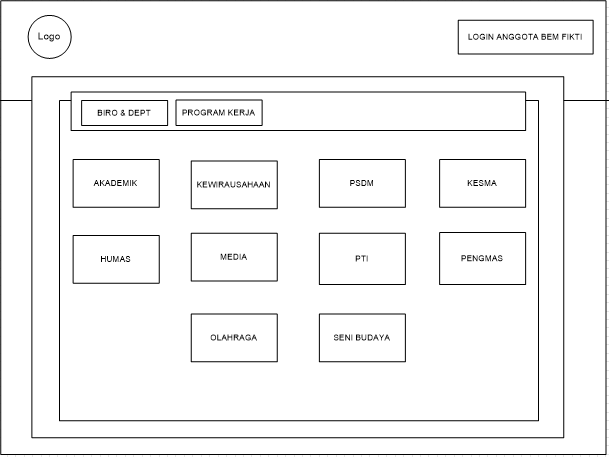 Logo
LOGIN ANGGOTA BEM FIKTI
BIRO & DEPT
PROGRAM KERJA
AKADEMIK
KEWIRAUSAHAAN
PSDM
KESMA
HUMAS
MEDIA
PTI
PENGMAS
OLAHRAGA
SENI BUDAYA